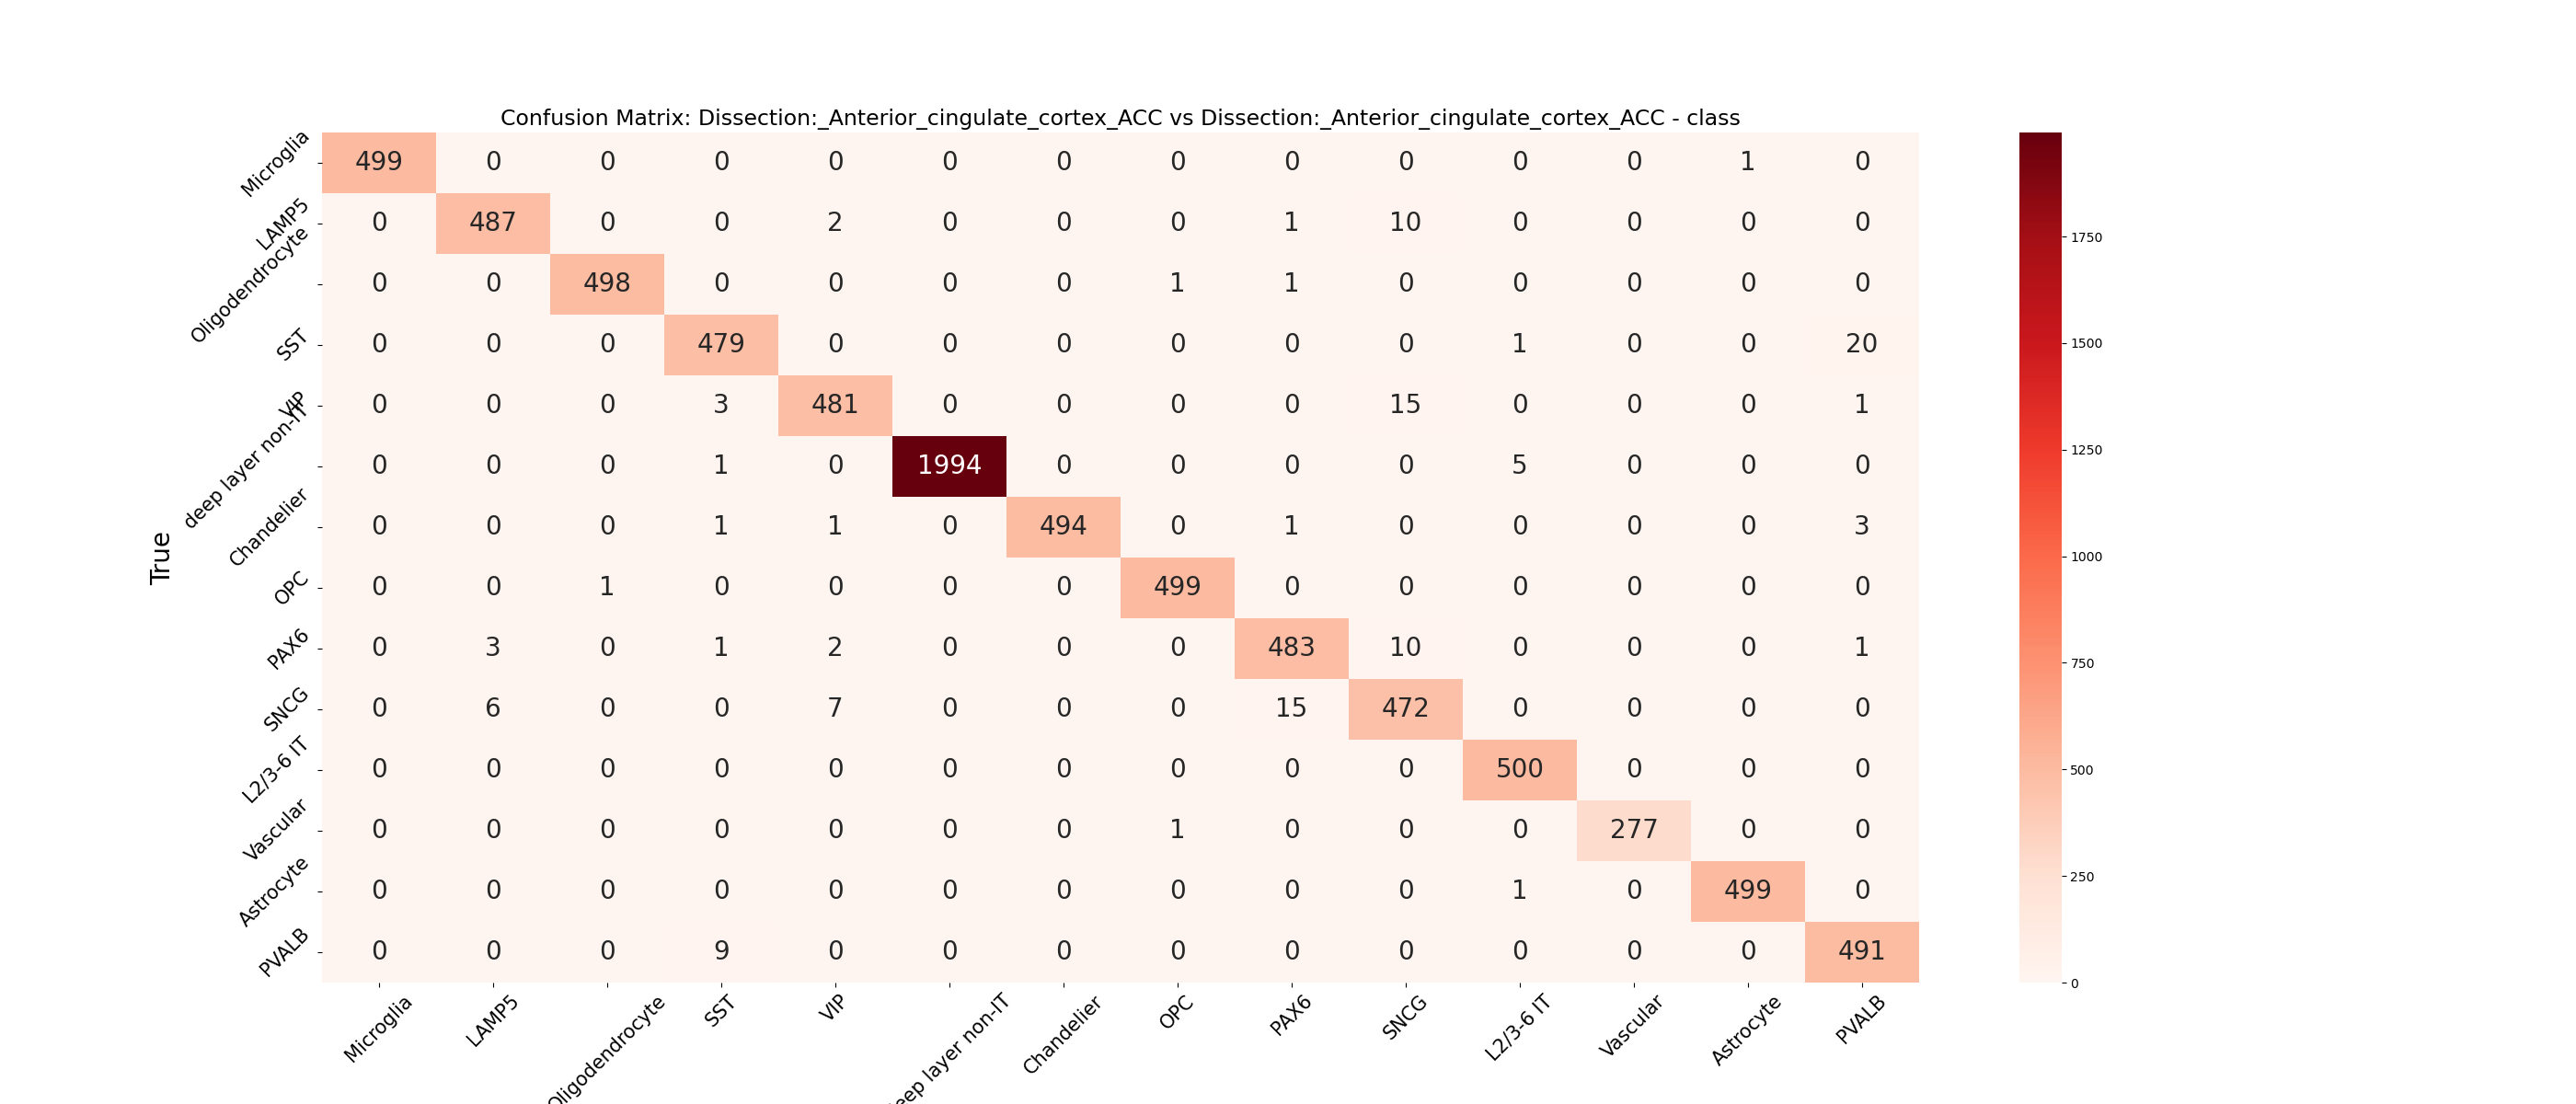 Confusion Matrix: Dissection:_Anterior_cingulate_cortex_ACC vs Dissection:_Anterior_cingulate_cortex_ACC - class
True
Microglia 499 0 0 0 0 0 0 0 0 0 0 0 1 0
LAMP5 0 487 0 0 2 0 0 0 1 10 0 0 0 0
Oligodendrocyte 0 0 498 0 0 0 0 1 1 0 0 0 0 0
SST 0 0 0 479 0 0 0 0 0 0 1 0 0 20
VIP 0 0 0 3 481 0 0 0 0 15 0 0 0 1
deep layer non-IT 0 0 0 1 0 1994 0 0 0 0 5 0 0 0
Chandelier 0 0 0 1 1 0 494 0 1 0 0 0 0 3
OPC 0 0 1 0 0 0 0 499 0 0 0 0 0 0
PAX6 0 3 0 1 2 0 0 0 483 10 0 0 0 1
SNCG 0 6 0 0 7 0 0 0 15 472 0 0 0 0
L2/3-6 IT 0 0 0 0 0 0 0 0 0 0 500 0 0 0
Vascular 0 0 0 0 0 0 0 1 0 0 0 277 0 0
Astrocyte 0 0 0 0 0 0 0 0 0 0 1 0 499 0
PVALB 0 0 0 9 0 0 0 0 0 0 0 0 0 491
Microglia LAMP5 Oligodendrocyte SST VIP eep layer non-IT Chandelier OPC PAX6 SNCG L2/3-6 IT Vascular Astrocyte PVALB
1750
1500
1250
1000
750
500
250
0